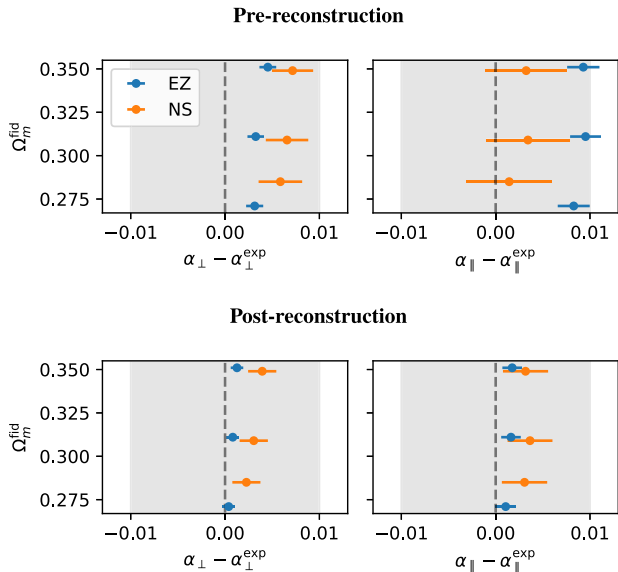 Pre-reconstruction
0.350
0.325
0.300
0.275
Ω_m^fid
EZ
NS
−0.01 0.00 0.01
−0.01 0.00 0.01
α_⊥ − α_⊥^exp
α_∥ − α_∥^exp
Post-reconstruction
0.350
0.325
0.300
0.275
Ω_m^fid
−0.01 0.00 0.01
−0.01 0.00 0.01
α_⊥ − α_⊥^exp
α_∥ − α_∥^exp